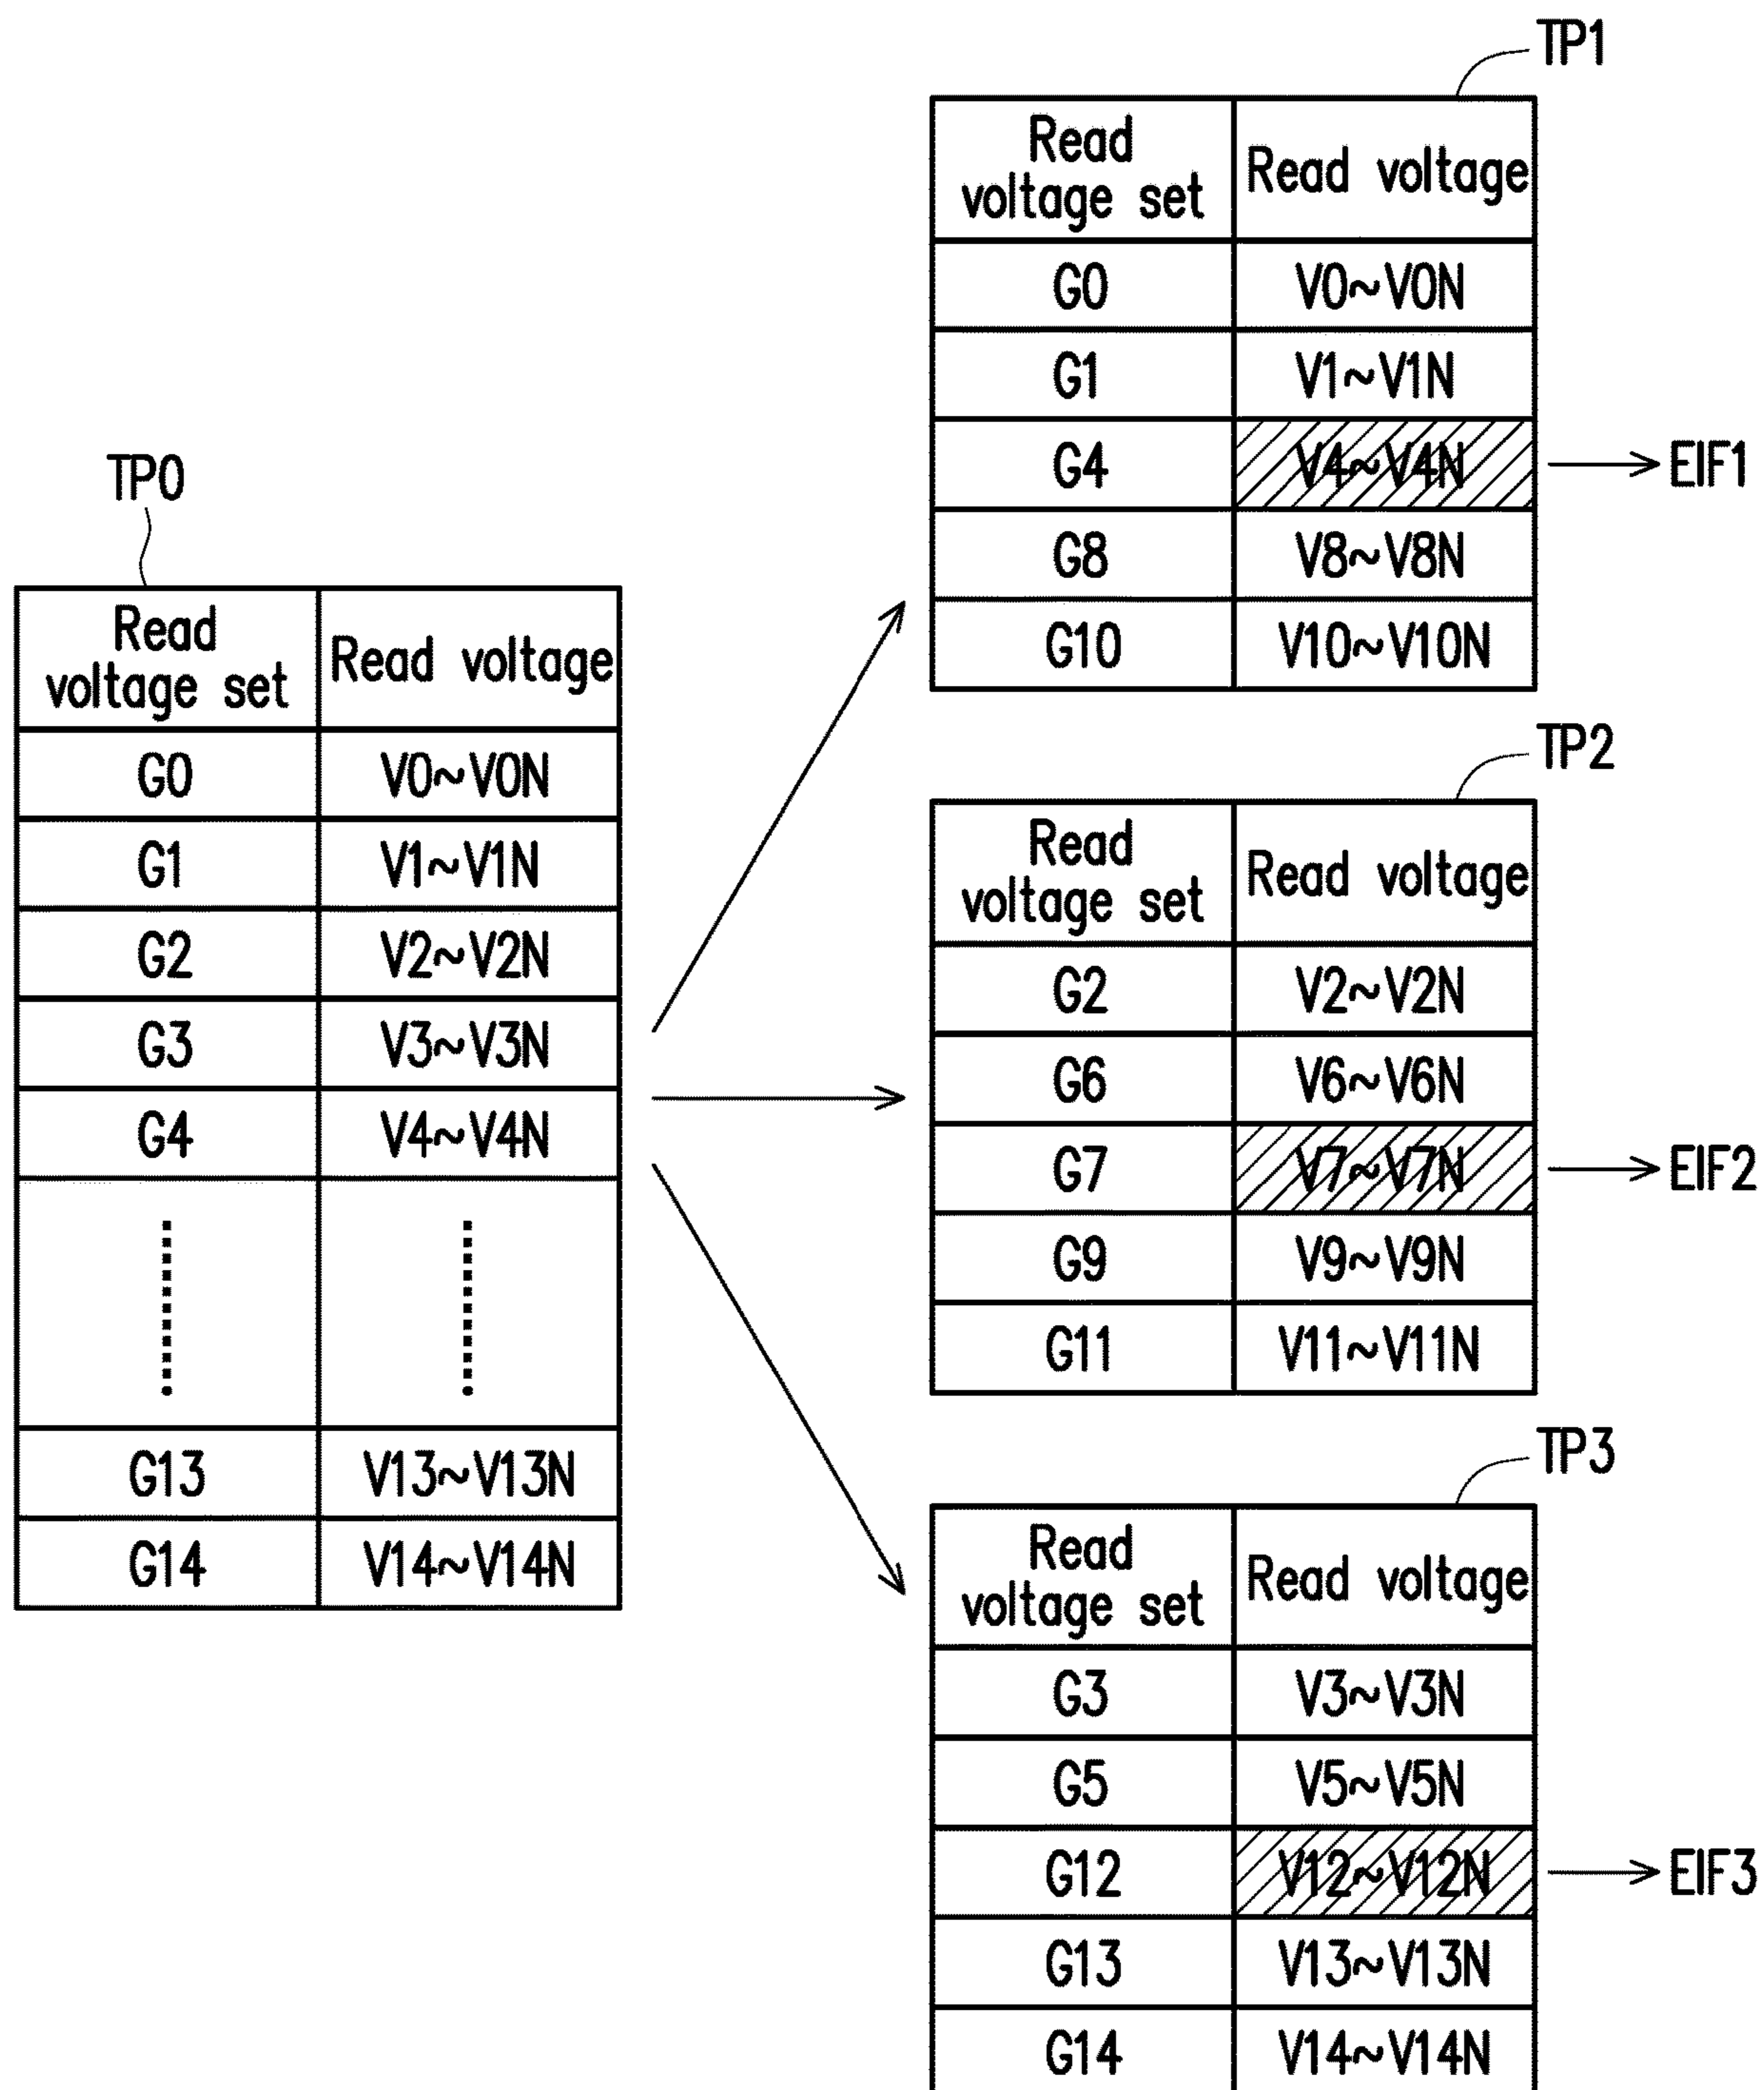 TP0
Read voltage set Read voltage
G0 V0~V0N
G1 V1~V1N
G2 V2~V2N
G3 V3~V3N
G4 V4~V4N
G13 V13~V13N
G14 V14~V14N
TP1
Read voltage set Read voltage
G0 V0~V0N
G1 V1~V1N
G4 V4~V4N EIF1
G8 V8~V8N
G10 V10~V10N
TP2
Read voltage set Read voltage
G2 V2~V2N
G6 V6~V6N
G7 V7~V7N EIF2
G9 V9~V9N
G11 V11~V11N
TP3
Read voltage set Read voltage
G3 V3~V3N
G5 V5~V5N
G12 V12~V12N EIF3
G13 V13~V13N
G14 V14~V14N